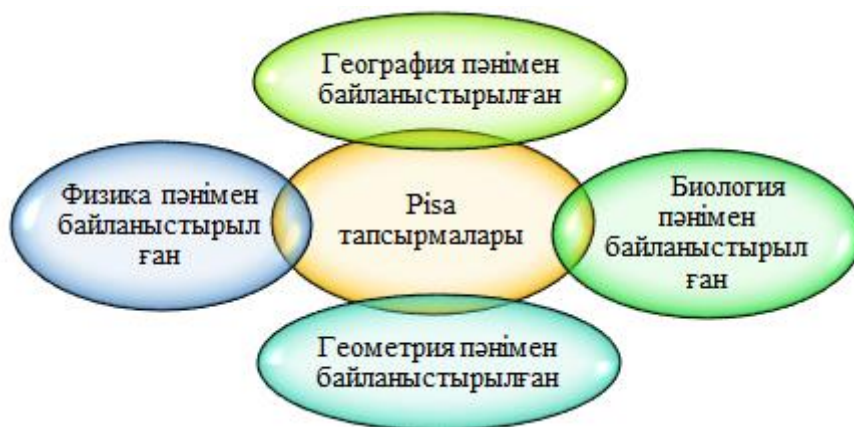 География пәнімен
байланыстырылған
Физика пәнімен
байланыстырыл
ған
Pisa
тапсырмалары
Биология
пәнімен
байланыстырыл
ған
Геометрия пәнімен
байланыстырылған